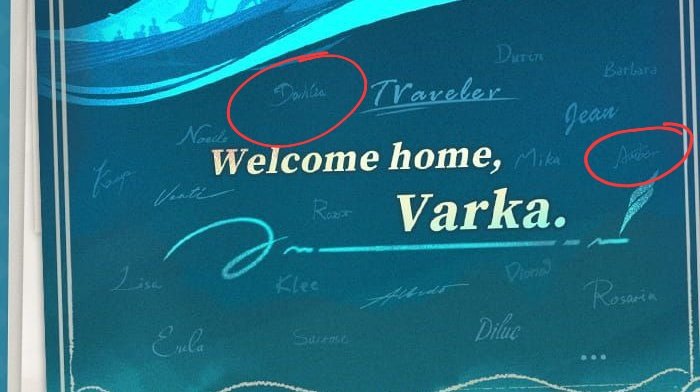 Durin
Barbara
Dahlia
Traveler
Jean
Noelle
Welcome home,
Mika
Amber
Kaeya
Venti
Razor
Varka.
Lisa
Klee
Albedo
Diona
Rosaria
Eula
Sucrose
Diluc
...